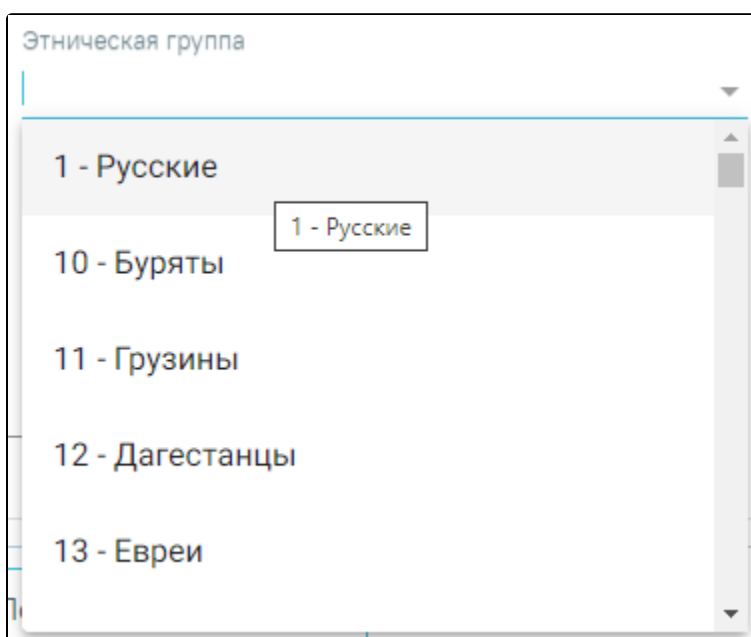 Этническая группа
1 - Русские
1 - Русские
10 - Буряты
11 - Грузины
12 - Дагестанцы
13 - Евреи